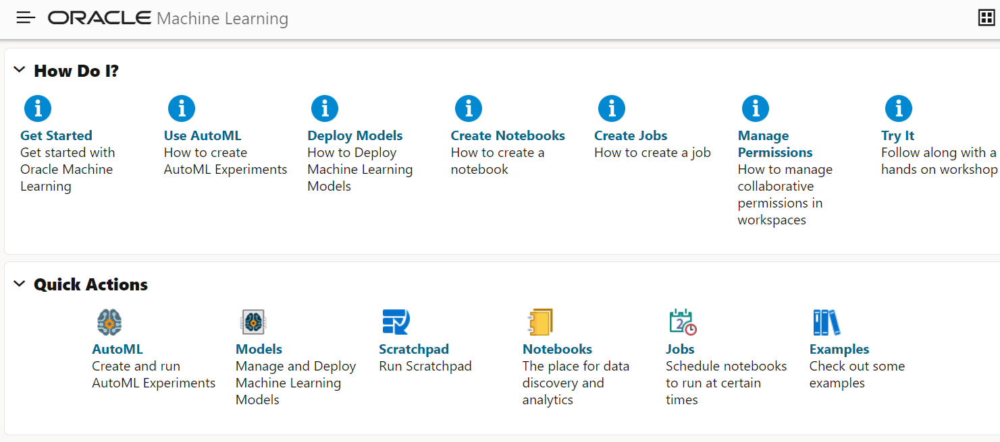 ORACLE Machine Learning
How Do I?
Get Started
Get started with
Oracle Machine
Learning
Use AutoML
How to create
AutoML Experiments
Deploy Models
How to Deploy
Machine Learning
Models
Create Notebooks
How to create a
notebook
Create Jobs
How to create a job
Manage
Permissions
How to manage
collaborative
permissions in
workspaces
Try It
Follow along with a
hands on workshop
Quick Actions
AutoML
Create and run
AutoML Experiments
Models
Manage and Deploy
Machine Learning
Models
Scratchpad
Run Scratchpad
Notebooks
The place for data
discovery and
analytics
2
Jobs
Schedule notebooks
to run at certain
times
Examples
Check out some
examples